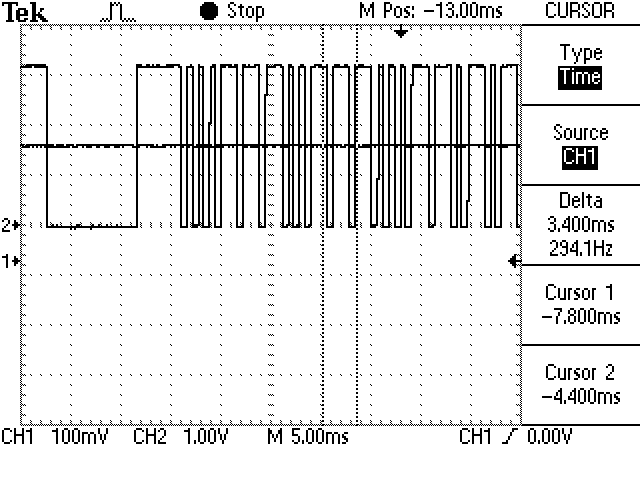 Tek Stop M Pos: -13.00ms CURSOR
Type
Time
Source
CH1
Delta
3.400ms
294.1Hz
Cursor 1
-7.800ms
Cursor 2
-4.400ms
2
1
CH1 100mV CH2 1.00V M 5.00ms CH1 0.00V